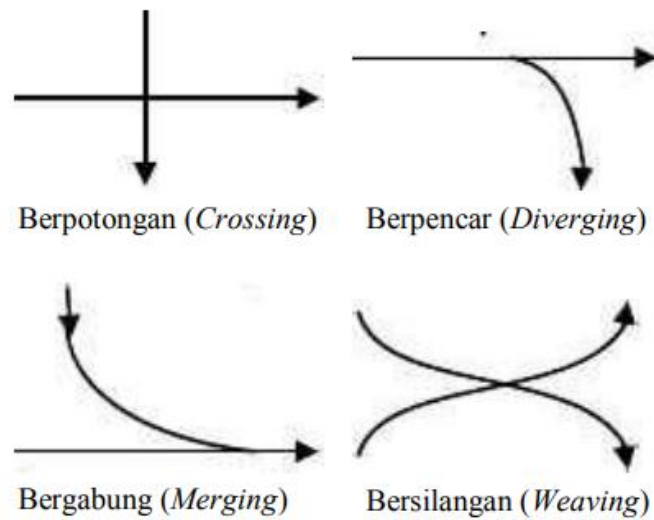 Berpotongan (Crossing)
Berpencar (Diverging)
Bergabung (Merging)
Bersilangan (Weaving)